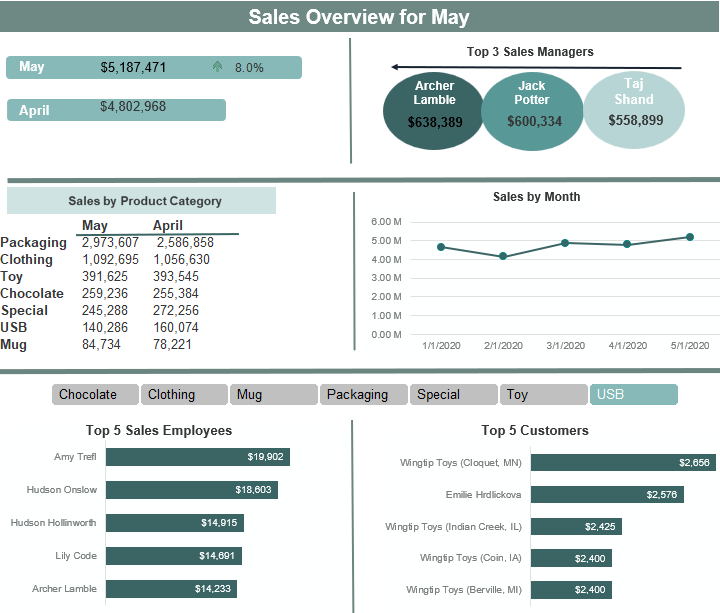 Sales Overview for May
May $5,187,471 8.0%
April $4,802,968
Top 3 Sales Managers
Archer Lamble
$638,389
Jack Potter
$600,334
Taj Shand
$558,899
Sales by Product Category
May April
Packaging 2,973,607 2,586,858
Clothing 1,092,695 1,056,630
Toy 391,625 393,545
Chocolate 259,236 255,384
Special 245,288 272,256
USB 140,286 160,074
Mug 84,734 78,221
Sales by Month
6.00 M
5.00 M
4.00 M
3.00 M
2.00 M
1.00 M
0.00 M
1/1/2020 2/1/2020 3/1/2020 4/1/2020 5/1/2020
Chocolate Clothing Mug Packaging Special Toy USB
Top 5 Sales Employees
Amy Trefl $19,902
Hudson Onslow $18,603
Hudson Hollinworth $14,915
Lily Code $14,691
Archer Lamble $14,233
Top 5 Customers
Wingtip Toys (Cloquet, MN) $2,656
Emilie Hrdlickova $2,576
Wingtip Toys (Indian Creek, IL) $2,425
Wingtip Toys (Coin, IA) $2,400
Wingtip Toys (Berville, MI) $2,400